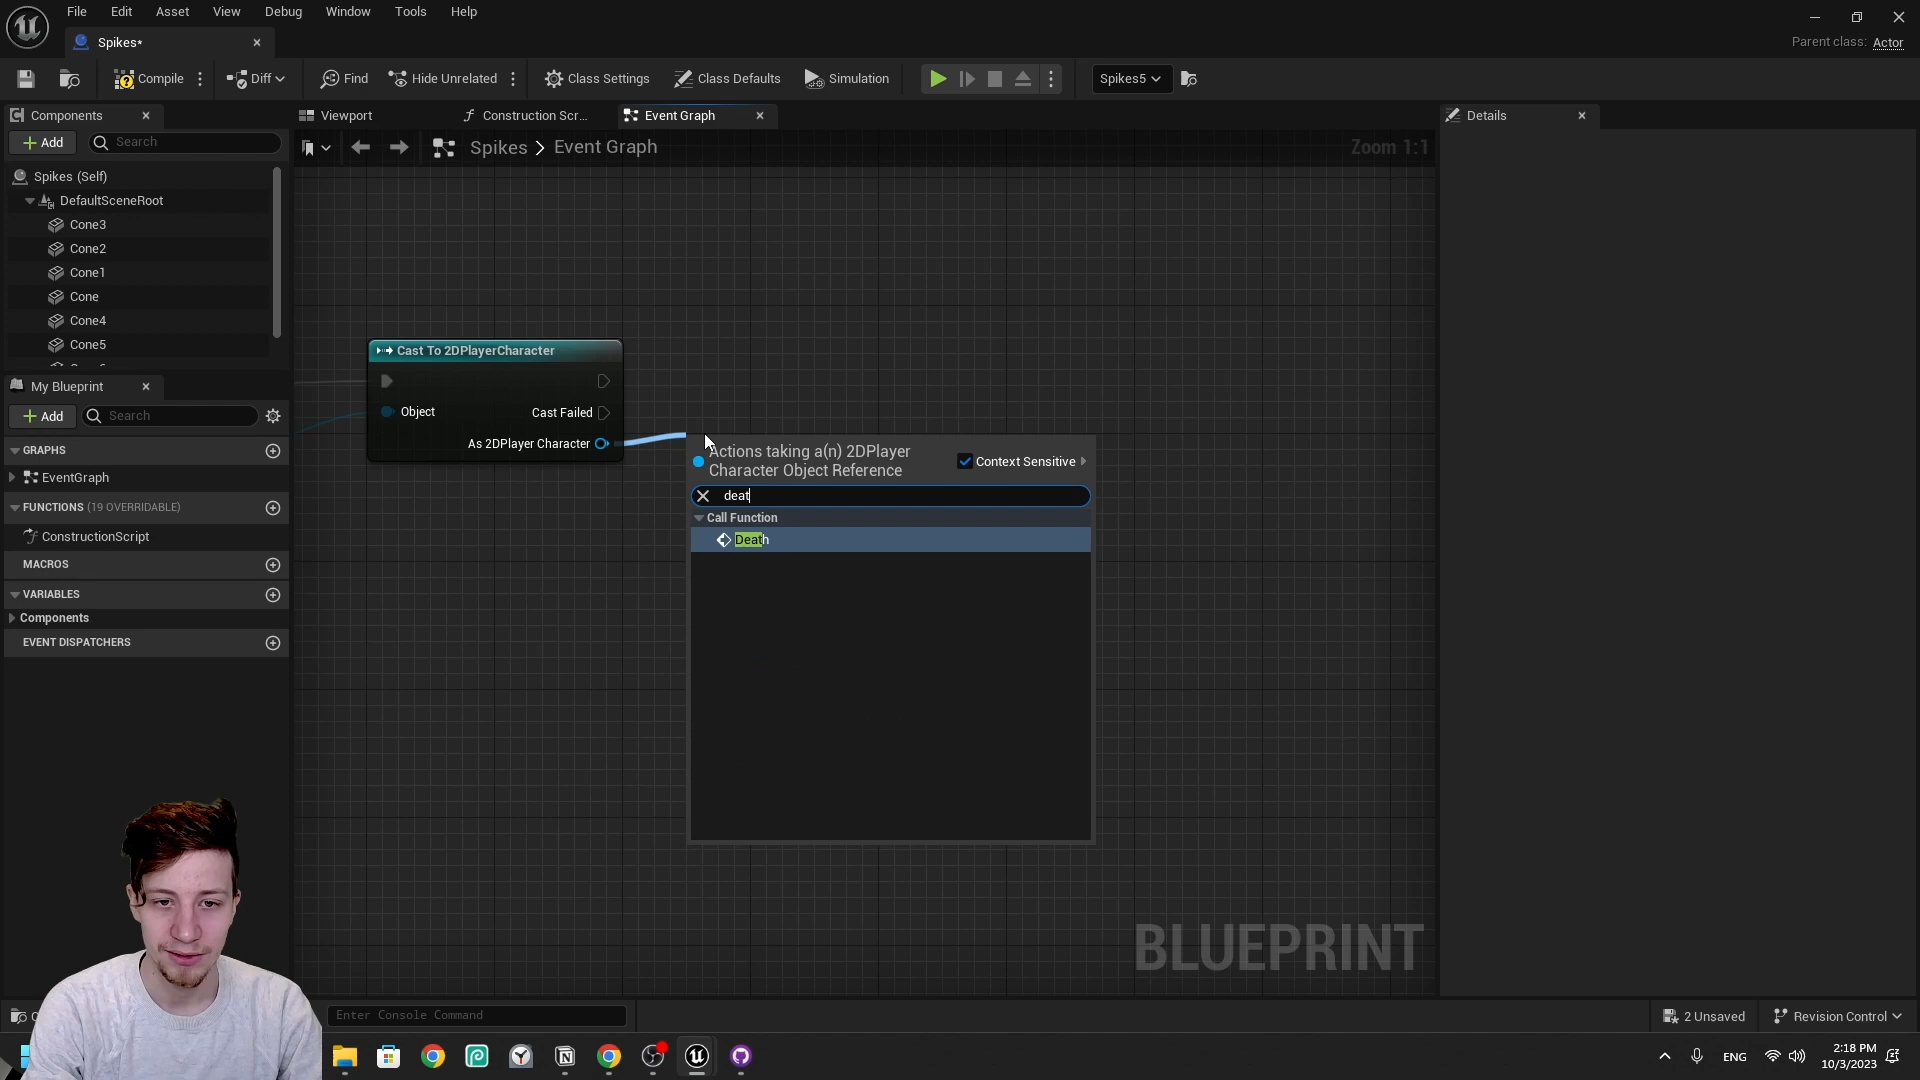 File Edit Asset View Debug Window Tools Help
Spikes*
Parent class: Actor
Compile Diff Find Hide Unrelated Class Settings Class Defaults Simulation Spikes5
Components Viewport Construction Scr... Event Graph Details
Add Search
Spikes > Event Graph Zoom 1:1
Spikes (Self)
DefaultSceneRoot
Cone3
Cone2
Cone1
Cone
Cone4
Cone5
My Blueprint
Add Search
GRAPHS
EventGraph
FUNCTIONS (19 OVERRIDABLE)
ConstructionScript
MACROS
VARIABLES
Components
EVENT DISPATCHERS
Cast To 2DPlayerCharacter
Object Cast Failed
As 2DPlayer Character
Actions taking a(n) 2DPlayer
Character Object Reference
Context Sensitive
deat
Call Function
Death
BLUEPRINT
Enter Console Command
2 Unsaved Revision Control
ENG
2:18 PM
10/3/2023